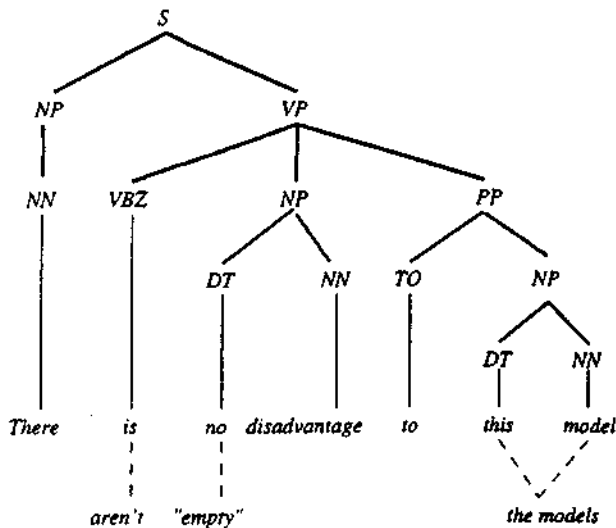 S
NP VP
NN VBZ NP PP
DT NN TO NP
DT NN
There is no disadvantage to this model
aren't "empty" the models